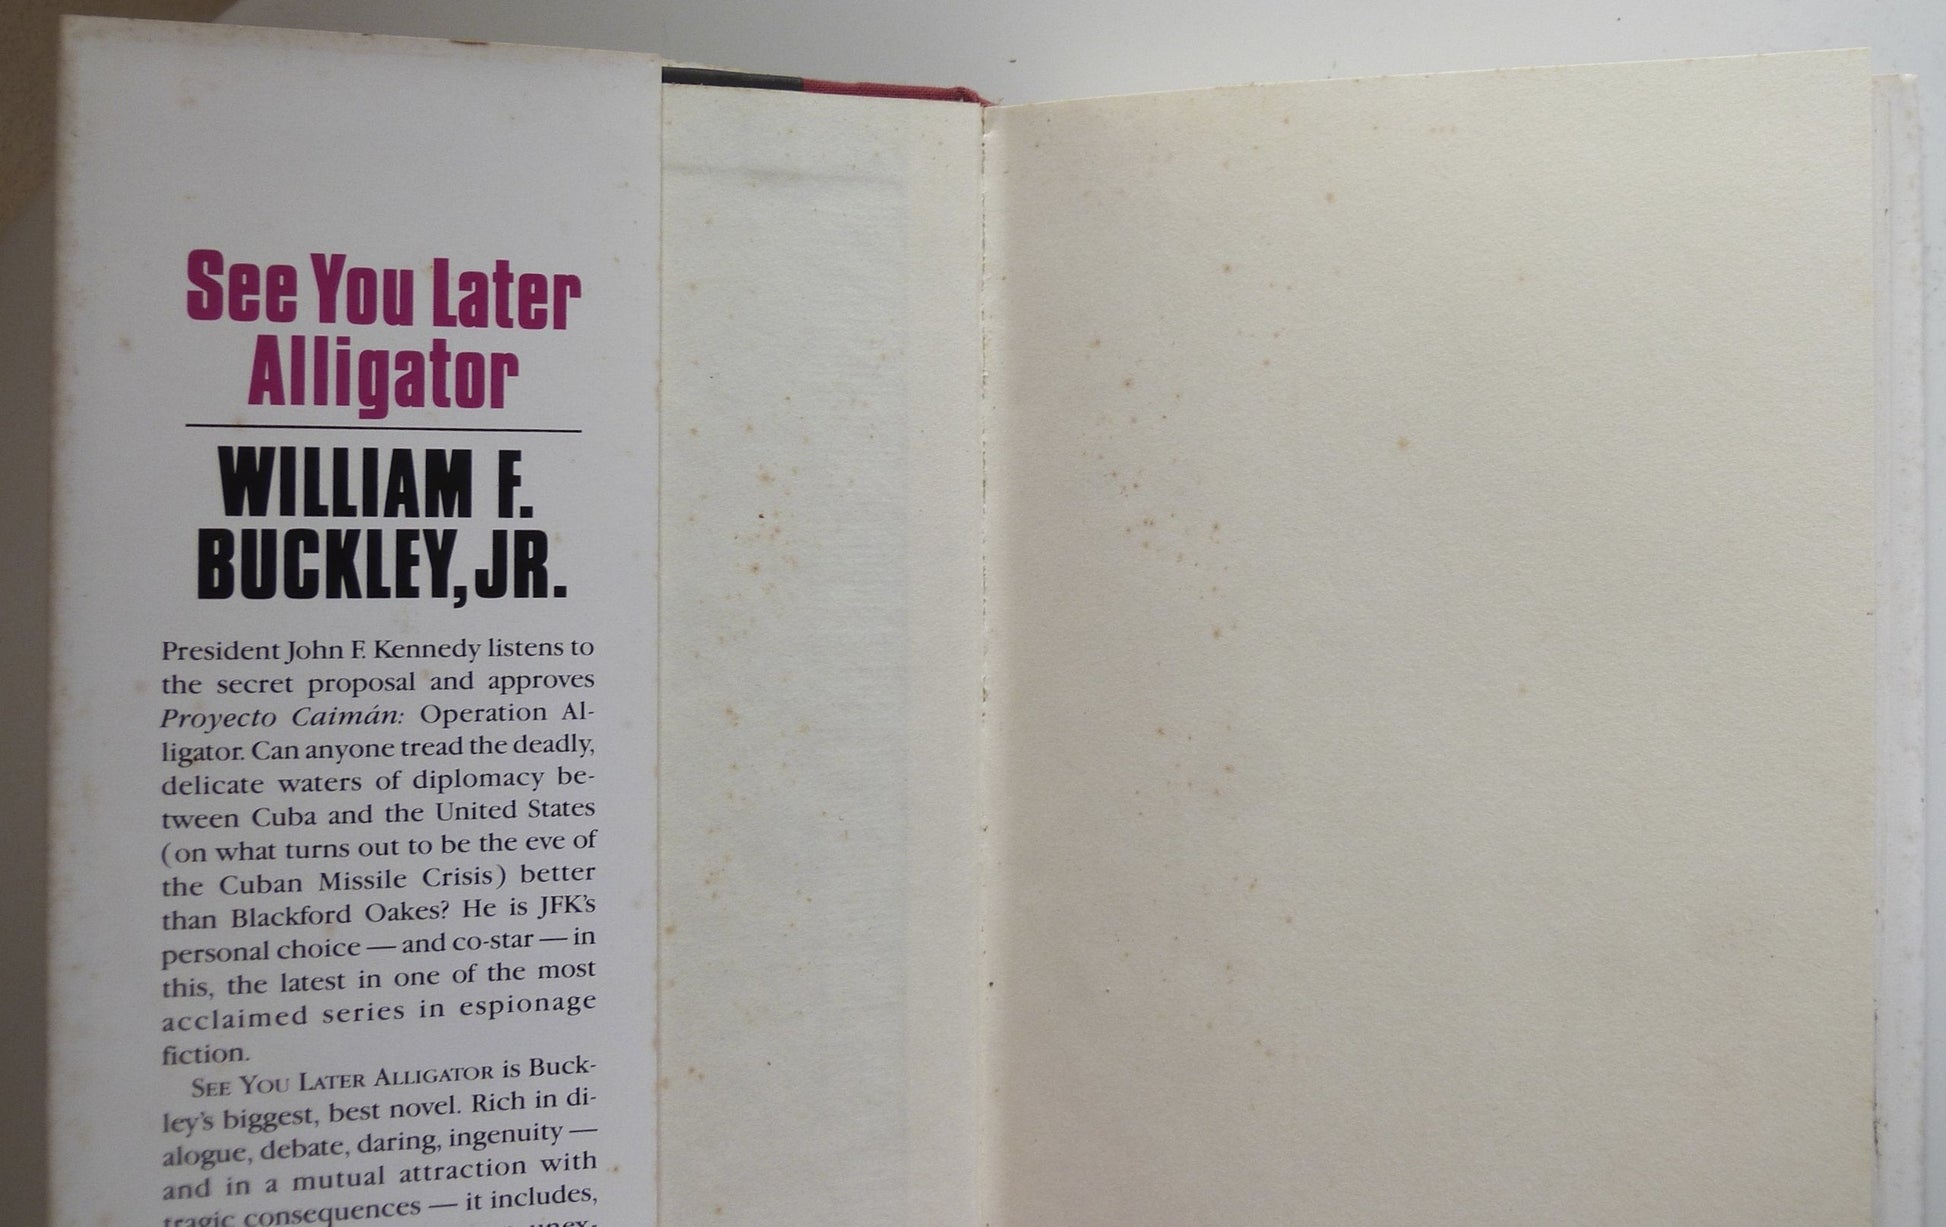 See You Later
Alligator
WILLIAM F.
BUCKLEY, JR.
President John F. Kennedy listens to
the secret proposal and approves
Proyecto Caimán: Operation Al-
ligator. Can anyone tread the deadly,
delicate waters of diplomacy be-
tween Cuba and the United States
(on what turns out to be the eve of
the Cuban Missile Crisis) better
than Blackford Oakes? He is JFK's
personal choice — and co-star — in
this, the latest in one of the most
acclaimed series in espionage
fiction.
SEE YOU LATER ALLIGATOR is Buck-
ley's biggest, best novel. Rich in di-
alogue, debate, daring, ingenuity —
and in a mutual attraction with
tragic consequences — it includes,